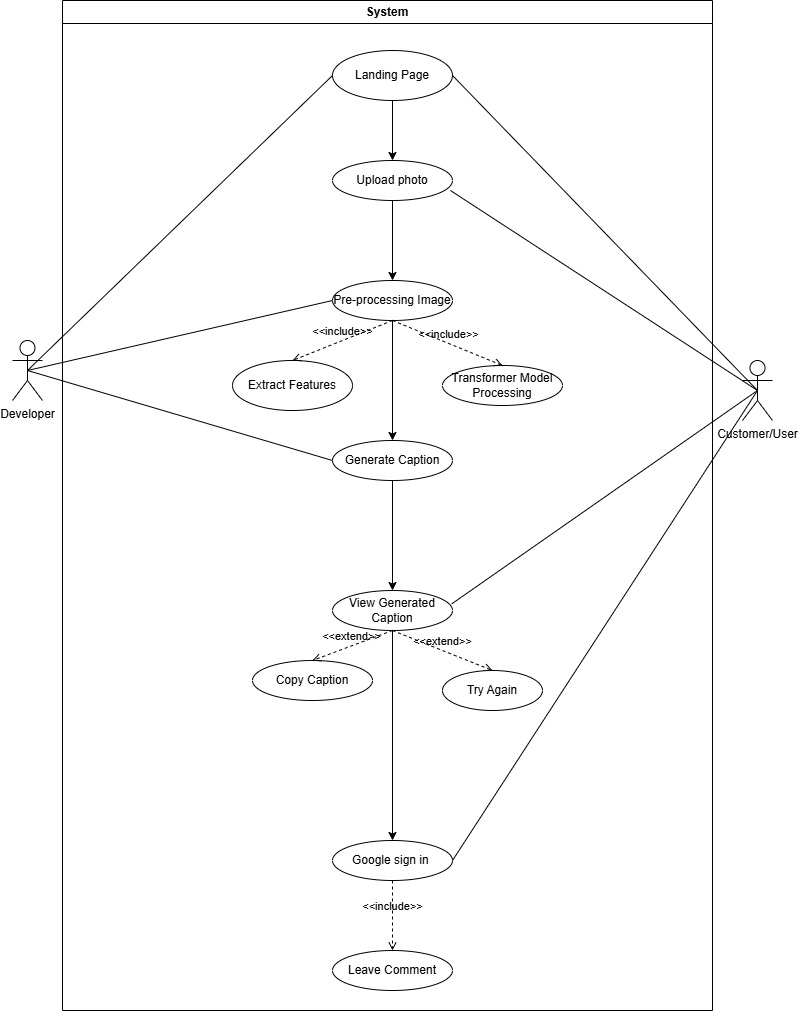 System
Landing Page
Upload photo
Pre-processing Image
<<include>>
<<include>>
Extract Features
Transformer Model
Processing
Developer
Customer/User
Generate Caption
View Generated
Caption
<<extend>>
<<extend>>
Copy Caption
Try Again
Google sign in
<<include>>
Leave Comment